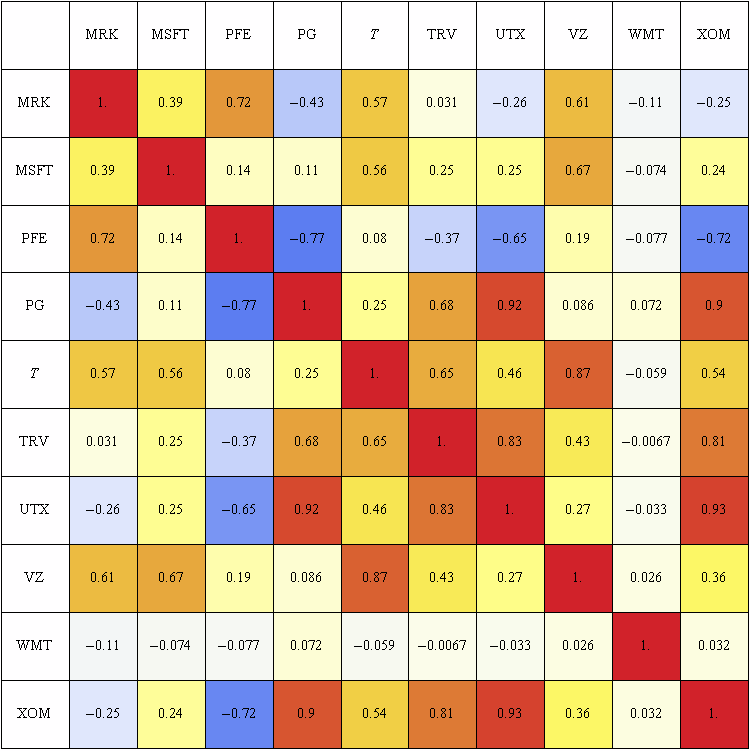 MRK MSFT PFE PG T TRV UTX VZ WMT XOM
MRK 1. 0.39 0.72 −0.43 0.57 0.031 −0.26 0.61 −0.11 −0.25
MSFT 0.39 1. 0.14 0.11 0.56 0.25 0.25 0.67 −0.074 0.24
PFE 0.72 0.14 1. −0.77 0.08 −0.37 −0.65 0.19 −0.077 −0.72
PG −0.43 0.11 −0.77 1. 0.25 0.68 0.92 0.086 0.072 0.9
T 0.57 0.56 0.08 0.25 1. 0.65 0.46 0.87 −0.059 0.54
TRV 0.031 0.25 −0.37 0.68 0.65 1. 0.83 0.43 −0.0067 0.81
UTX −0.26 0.25 −0.65 0.92 0.46 0.83 1. 0.27 −0.033 0.93
VZ 0.61 0.67 0.19 0.086 0.87 0.43 0.27 1. 0.026 0.36
WMT −0.11 −0.074 −0.077 0.072 −0.059 −0.0067 −0.033 0.026 1. 0.032
XOM −0.25 0.24 −0.72 0.9 0.54 0.81 0.93 0.36 0.032 1.